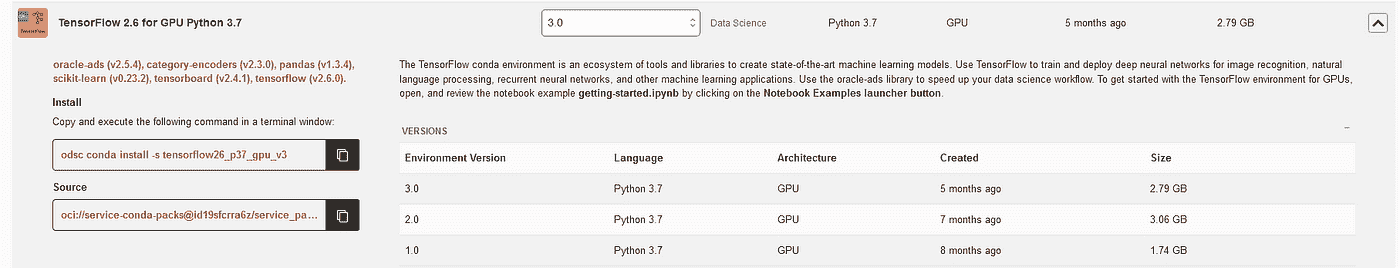 TensorFlow 2.6 for GPU Python 3.7
3.0
Data Science
Python 3.7
GPU
5 months ago
2.79 GB
oracle-ads (v2.5.4), category-encoders (v2.3.0), pandas (v1.3.4),
scikit-learn (v0.23.2), tensorboard (v2.4.1), tensorflow (v2.6.0).
Install
Copy and execute the following command in a terminal window:
odsc conda install -s tensorflow26_p37_gpu_v3
Source
oci://service-conda-packs@id19sfcrra6z/service_pa...
The TensorFlow conda environment is an ecosystem of tools and libraries to create state-of-the-art machine learning models. Use TensorFlow to train and deploy deep neural networks for image recognition, natural
language processing, recurrent neural networks, and other machine learning applications. Use the oracle-ads library to speed up your data science workflow. To get started with the TensorFlow environment for GPUs,
open, and review the notebook example getting-started.ipynb by clicking on the Notebook Examples launcher button.
VERSIONS
Environment Version Language Architecture Created Size
3.0 Python 3.7 GPU 5 months ago 2.79 GB
2.0 Python 3.7 GPU 7 months ago 3.06 GB
1.0 Python 3.7 GPU 8 months ago 1.74 GB